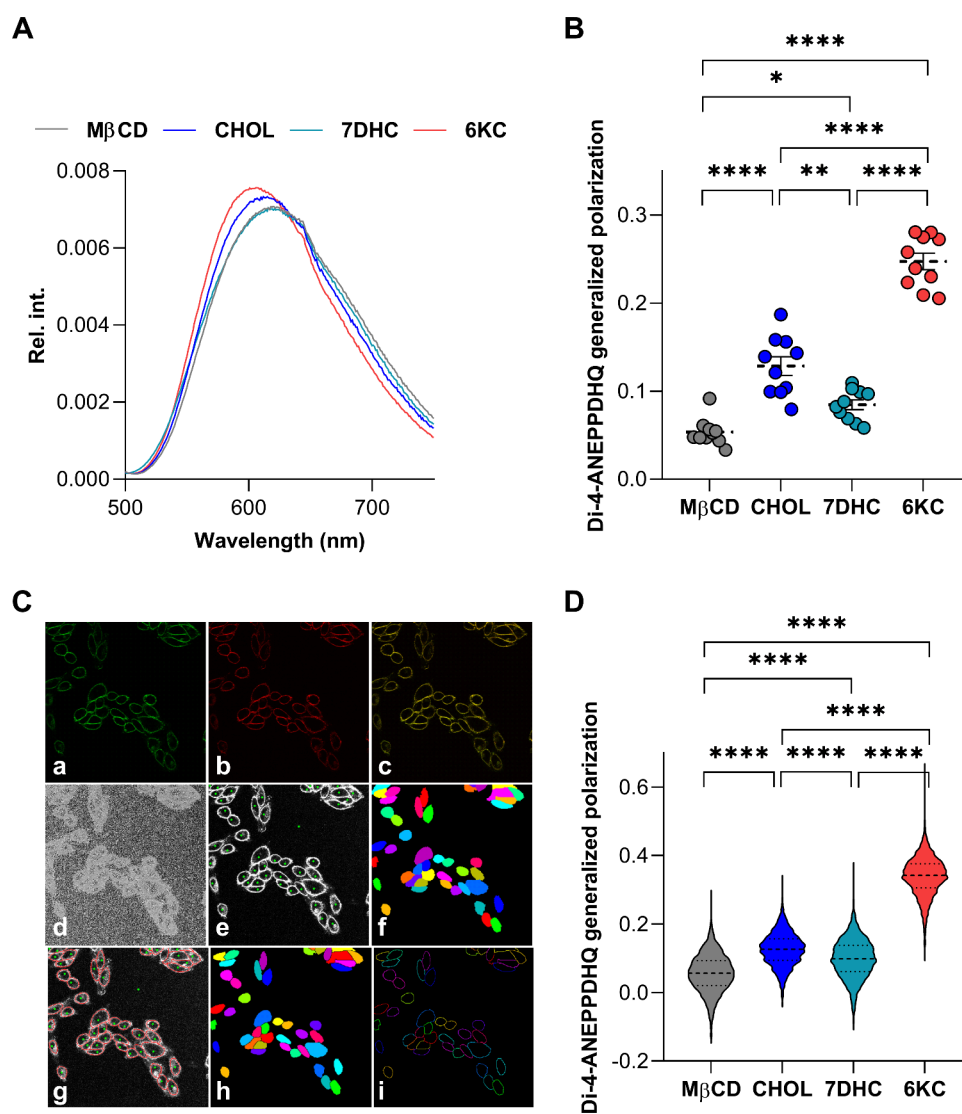 A
MβCD CHOL 7DHC 6KC
0.008
0.006
0.004
0.002
0.000
500 600 700
Rel. int.
Wavelength (nm)
B
****
*
****
**** ** ****
0.3
0.2
0.1
0.0
Di-4-ANEPPDHQ generalized polarization
MβCD CHOL 7DHC 6KC
C
a b c
d e f
g h i
D
****
****
****
**** **** ****
0.6
0.4
0.2
0.0
-0.2
Di-4-ANEPPDHQ generalized polarization
MβCD CHOL 7DHC 6KC